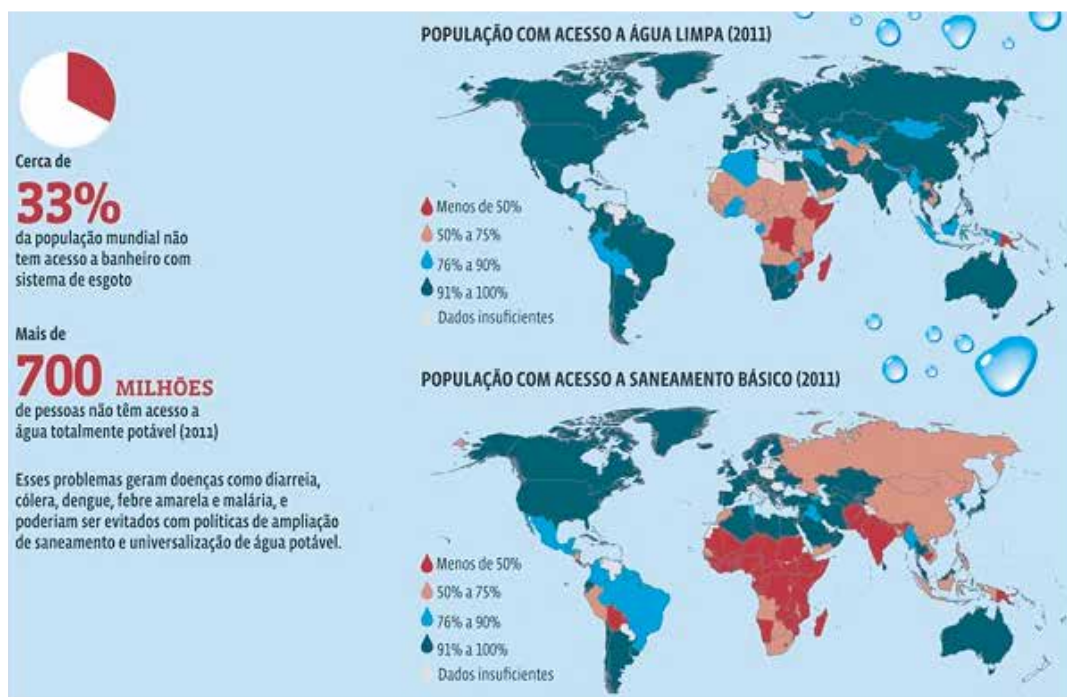 Cerca de
33%
da população mundial não
tem acesso a banheiro com
sistema de esgoto
Mais de
700 MILHÕES
de pessoas não têm acesso a
água totalmente potável (2011)
Esses problemas geram doenças como diarreia,
cólera, dengue, febre amarela e malária, e
poderiam ser evitados com políticas de ampliação
de saneamento e universalização de água potável.
POPULAÇÃO COM ACESSO A ÁGUA LIMPA (2011)
Menos de 50%
50% a 75%
76% a 90%
91% a 100%
Dados insuficientes
POPULAÇÃO COM ACESSO A SANEAMENTO BÁSICO (2011)
Menos de 50%
50% a 75%
76% a 90%
91% a 100%
Dados insuficientes